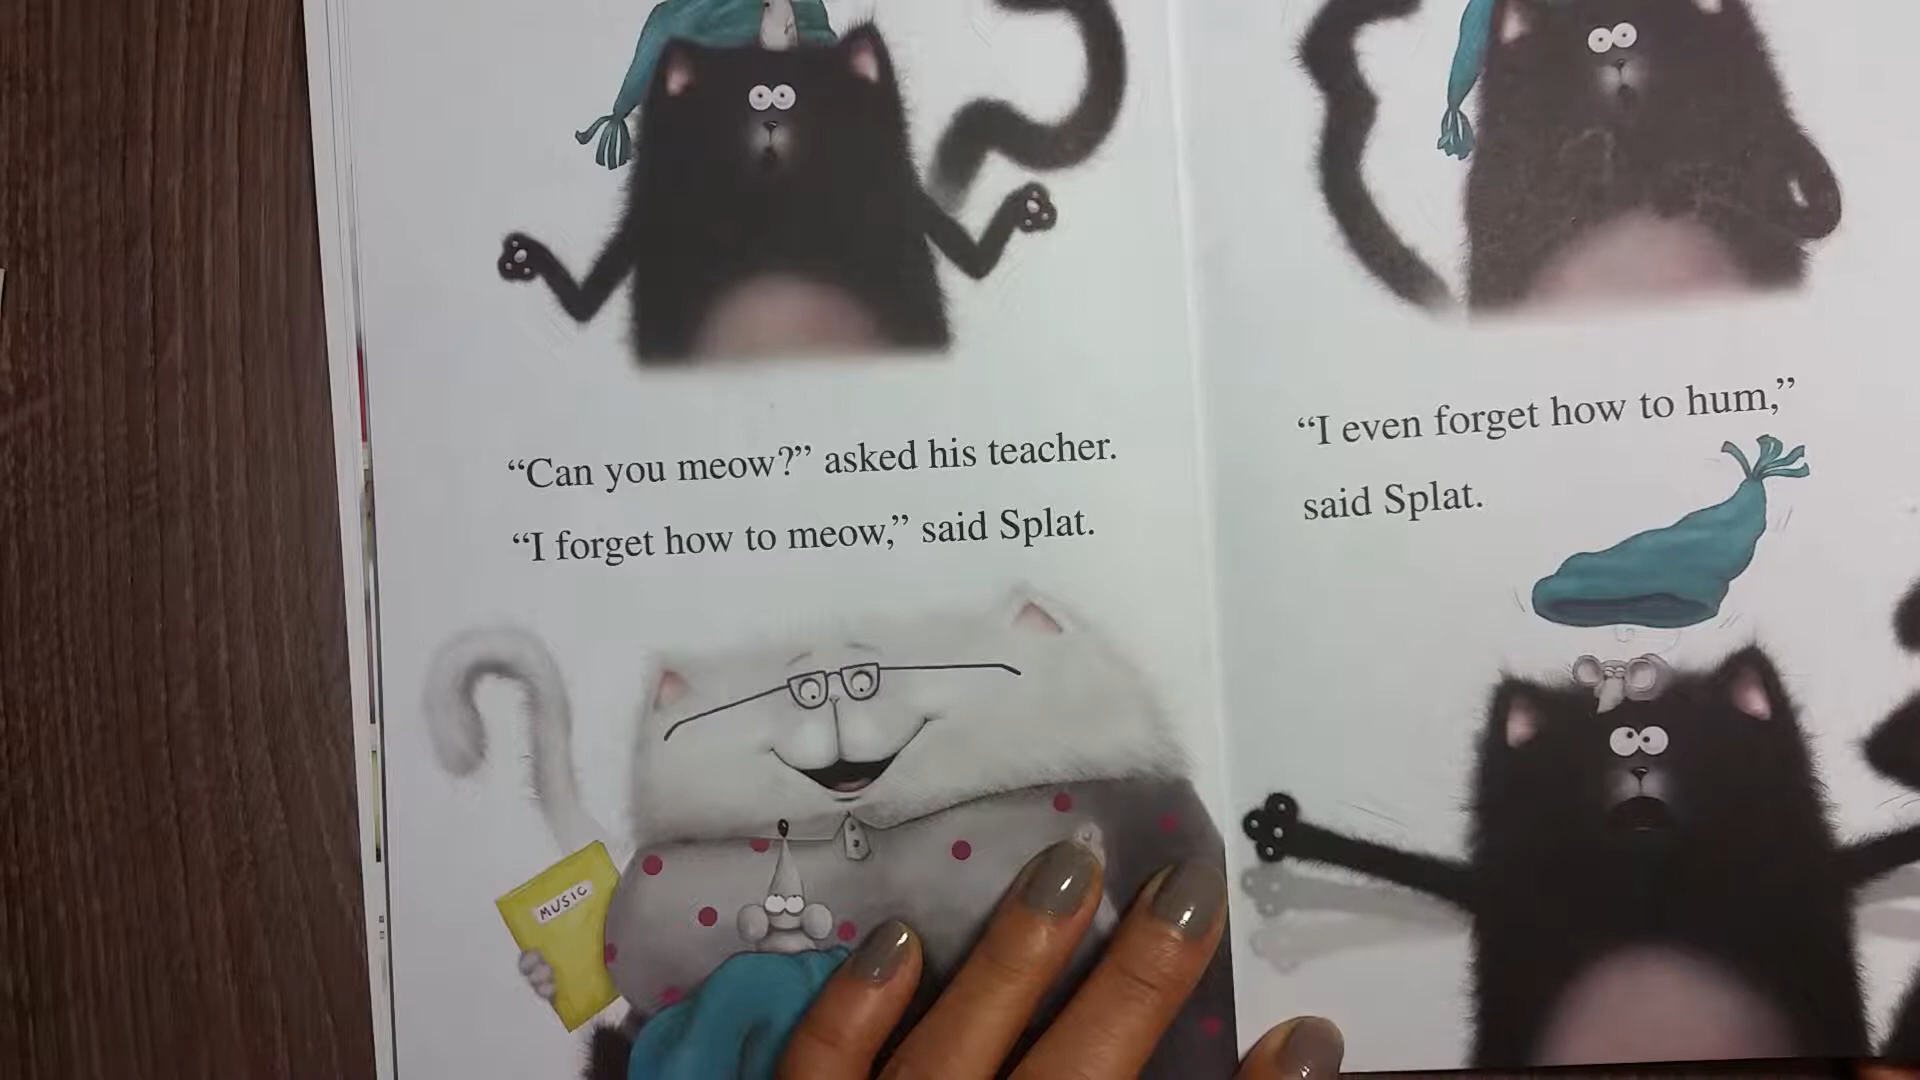 “Can you meow?” asked his teacher.
“I forget how to meow,” said Splat.
MUSIC
“I even forget how to hum,”
said Splat.